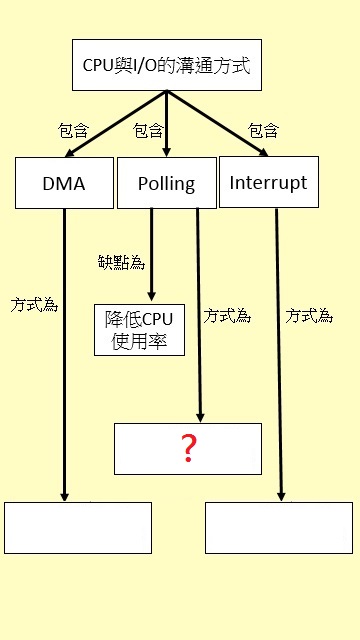 CPU與I/O的溝通方式
包含
包含
包含
DMA
Polling
Interrupt
缺點為
方式為
降低CPU
使用率
方式為
方式為
?